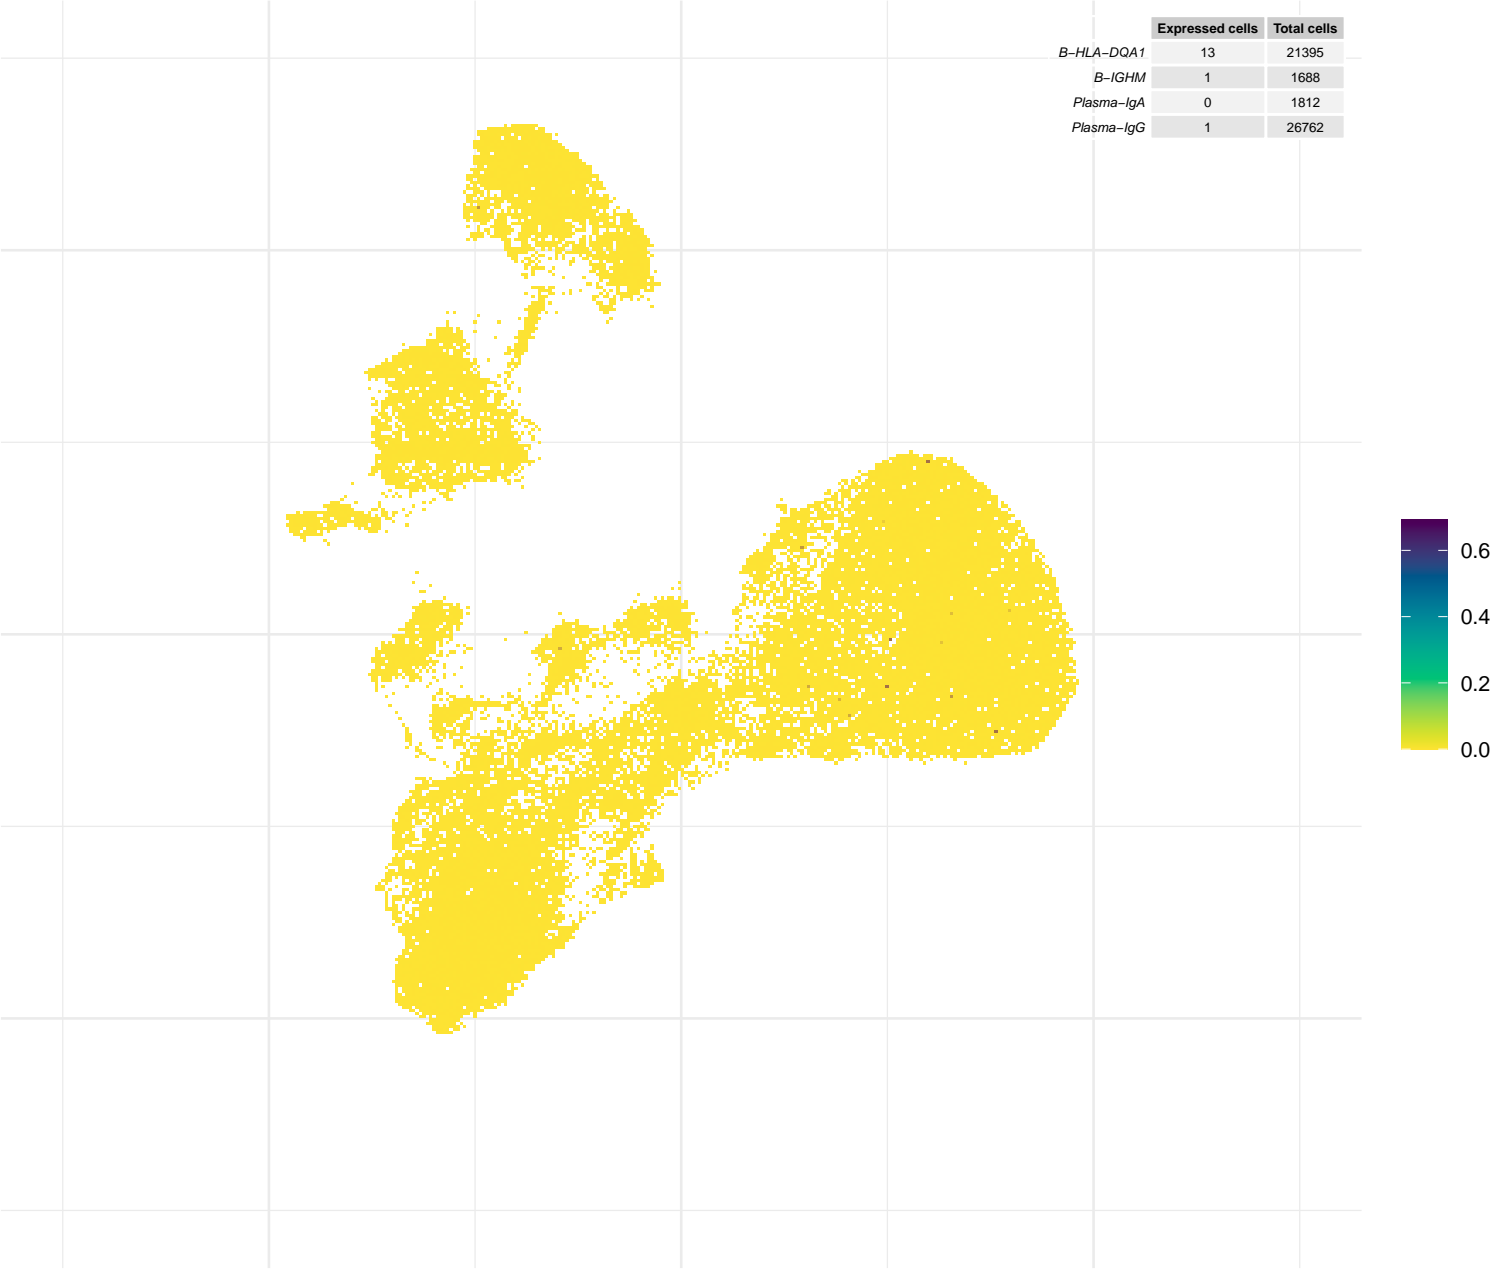 Expressed cells Total cells
B−HLA−DQA1 13 21395
B−IGHM 1 1688
Plasma−IgA 0 1812
Plasma−IgG 1 26762
0.6
0.4
0.2
0.0